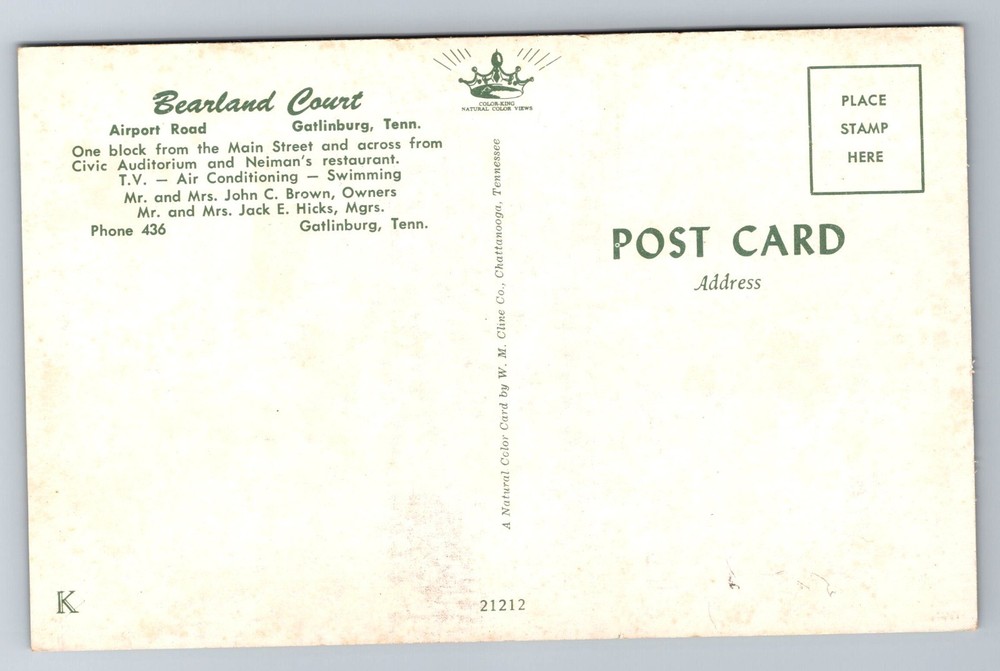 Bearland Court
Airport Road Gatlinburg, Tenn.
One block from the Main Street and across from
Civic Auditorium and Neiman's restaurant.
T.V. — Air Conditioning — Swimming
Mr. and Mrs. John C. Brown, Owners
Mr. and Mrs. Jack E. Hicks, Mgrs.
Phone 436 Gatlinburg, Tenn.
COLOR-KING
NATURAL COLOR VIEWS
A Natural Color Card by W. M. Cline Co., Chattanooga, Tennessee
PLACE
STAMP
HERE
POST CARD
Address
K
21212